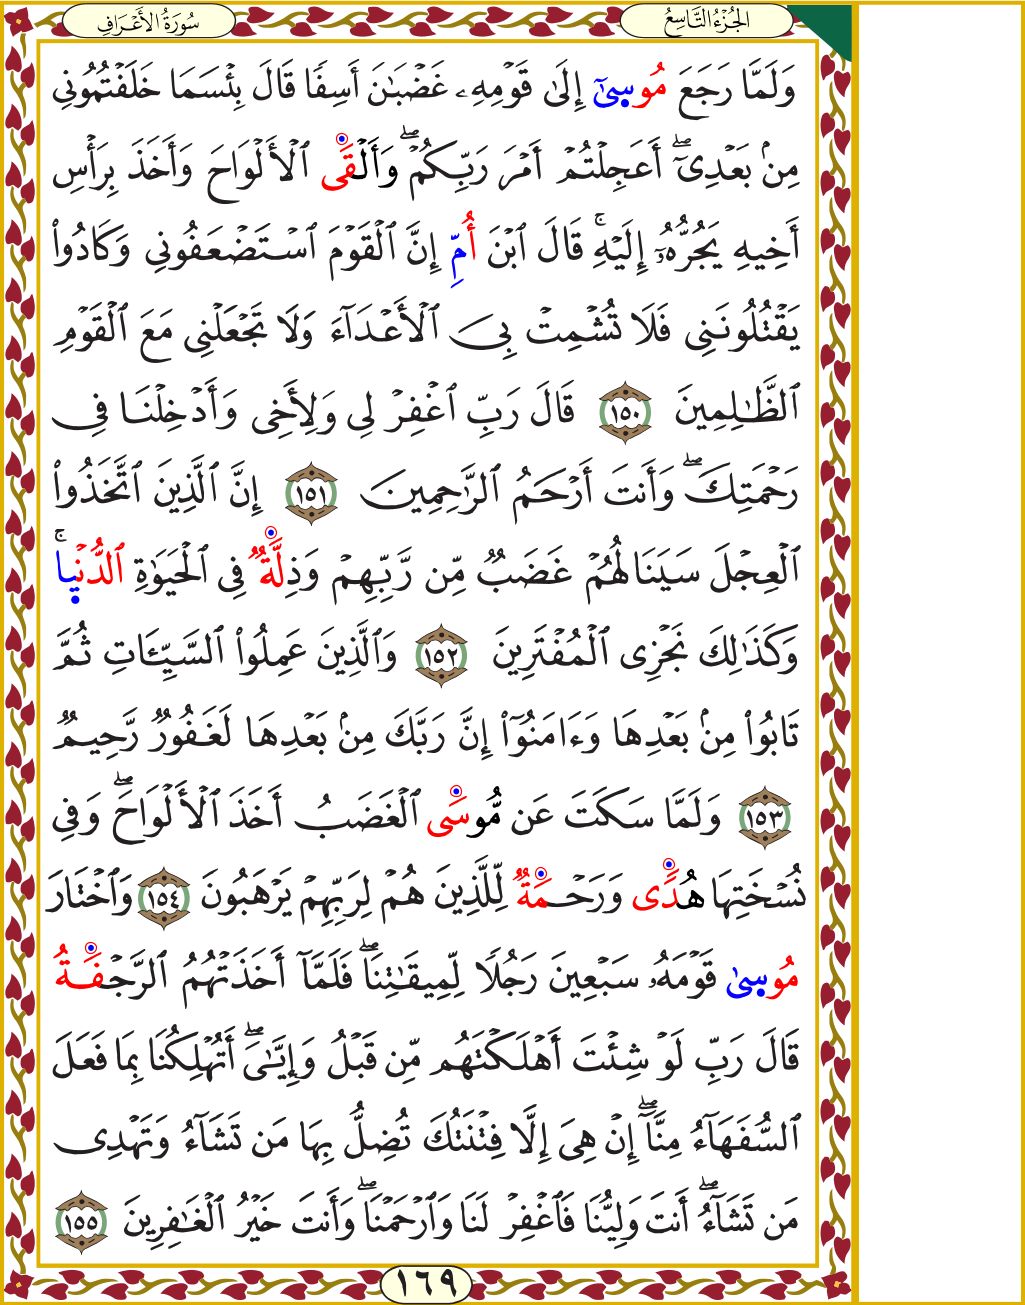 سُورَةُ الأَعْرَافِ
الجُزْءُ التَّاسِعُ
وَلَمَّا رَجَعَ مُوسِىٰٓ إِلَىٰ قَوْمِهِۦ غَضْبَـٰنَ أَسِفًا قَالَ بِئْسَمَا خَلَفْتُمُونِي
مِنۢ بَعْدِىٓ ۖ أَعَجِلْتُمْ أَمْرَ رَبِّكُمْ ۖ وَأَلْقَى ٱلْأَلْوَاحَ وَأَخَذَ بِرَأْسِ
أَخِيهِ يَجُرُّهُۥٓ إِلَيْهِ ۚ قَالَ ٱبْنَ أُمِّ إِنَّ ٱلْقَوْمَ ٱسْتَضْعَفُونِي وَكَادُوا۟
يَقْتُلُونَنِي فَلَا تُشْمِتْ بِيَ ٱلْأَعْدَآءَ وَلَا تَجْعَلْنِي مَعَ ٱلْقَوْمِ
ٱلظَّـٰلِمِينَ ١٥٠ قَالَ رَبِّ ٱغْفِرْ لِي وَلِأَخِي وَأَدْخِلْنَا فِي
رَحْمَتِكَ ۖ وَأَنتَ أَرْحَمُ ٱلرَّٰحِمِينَ ١٥١ إِنَّ ٱلَّذِينَ ٱتَّخَذُوا۟
ٱلْعِجْلَ سَيَنَالُهُمْ غَضَبٌ مِّن رَّبِّهِمْ وَذِلَّةٌ فِي ٱلْحَيَوٰةِ ٱلدُّنْيِا ۚ
وَكَذَٰلِكَ نَجْزِي ٱلْمُفْتَرِينَ ١٥٢ وَٱلَّذِينَ عَمِلُوا۟ ٱلسَّيِّـَٔاتِ ثُمَّ
تَابُوا۟ مِنۢ بَعْدِهَا وَءَامَنُوٓا۟ إِنَّ رَبَّكَ مِنۢ بَعْدِهَا لَغَفُورٌ رَّحِيمٌ
١٥٣ وَلَمَّا سَكَتَ عَن مُّوسَى ٱلْغَضَبُ أَخَذَ ٱلْأَلْوَاحَ ۖ وَفِي
نُسْخَتِهَا هُدًى وَرَحْمَةٌ لِّلَّذِينَ هُمْ لِرَبِّهِمْ يَرْهَبُونَ ١٥٤ وَٱخْتَارَ
مُوسِىٰ قَوْمَهُۥ سَبْعِينَ رَجُلًا لِّمِيقَـٰتِنَا ۖ فَلَمَّآ أَخَذَتْهُمُ ٱلرَّجْفَةُ
قَالَ رَبِّ لَوْ شِئْتَ أَهْلَكْتَهُم مِّن قَبْلُ وَإِيَّـٰىَ ۖ أَتُهْلِكُنَا بِمَا فَعَلَ
ٱلسُّفَهَآءُ مِنَّآ ۖ إِنْ هِيَ إِلَّا فِتْنَتُكَ تُضِلُّ بِهَا مَن تَشَآءُ وَتَهْدِي
مَن تَشَآءُ ۖ أَنتَ وَلِيُّنَا فَٱغْفِرْ لَنَا وَٱرْحَمْنَا ۖ وَأَنتَ خَيْرُ ٱلْغَـٰفِرِينَ ١٥٥
١٦٩